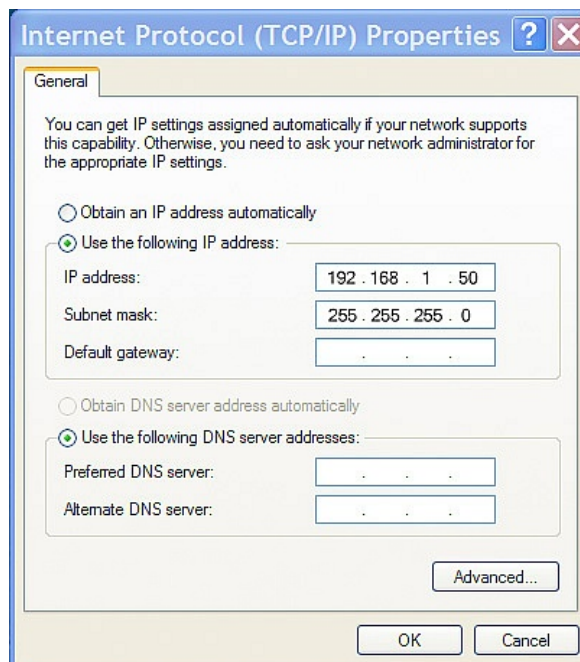 Internet Protocol (TCP/IP) Properties
General
You can get IP settings assigned automatically if your network supports
this capability. Otherwise, you need to ask your network administrator for
the appropriate IP settings.
Obtain an IP address automatically
Use the following IP address:
IP address: 192 . 168 . 1 . 50
Subnet mask: 255 . 255 . 255 . 0
Default gateway: . . .
Obtain DNS server address automatically
Use the following DNS server addresses:
Preferred DNS server: . . .
Alternate DNS server: . . .
Advanced...
OK Cancel